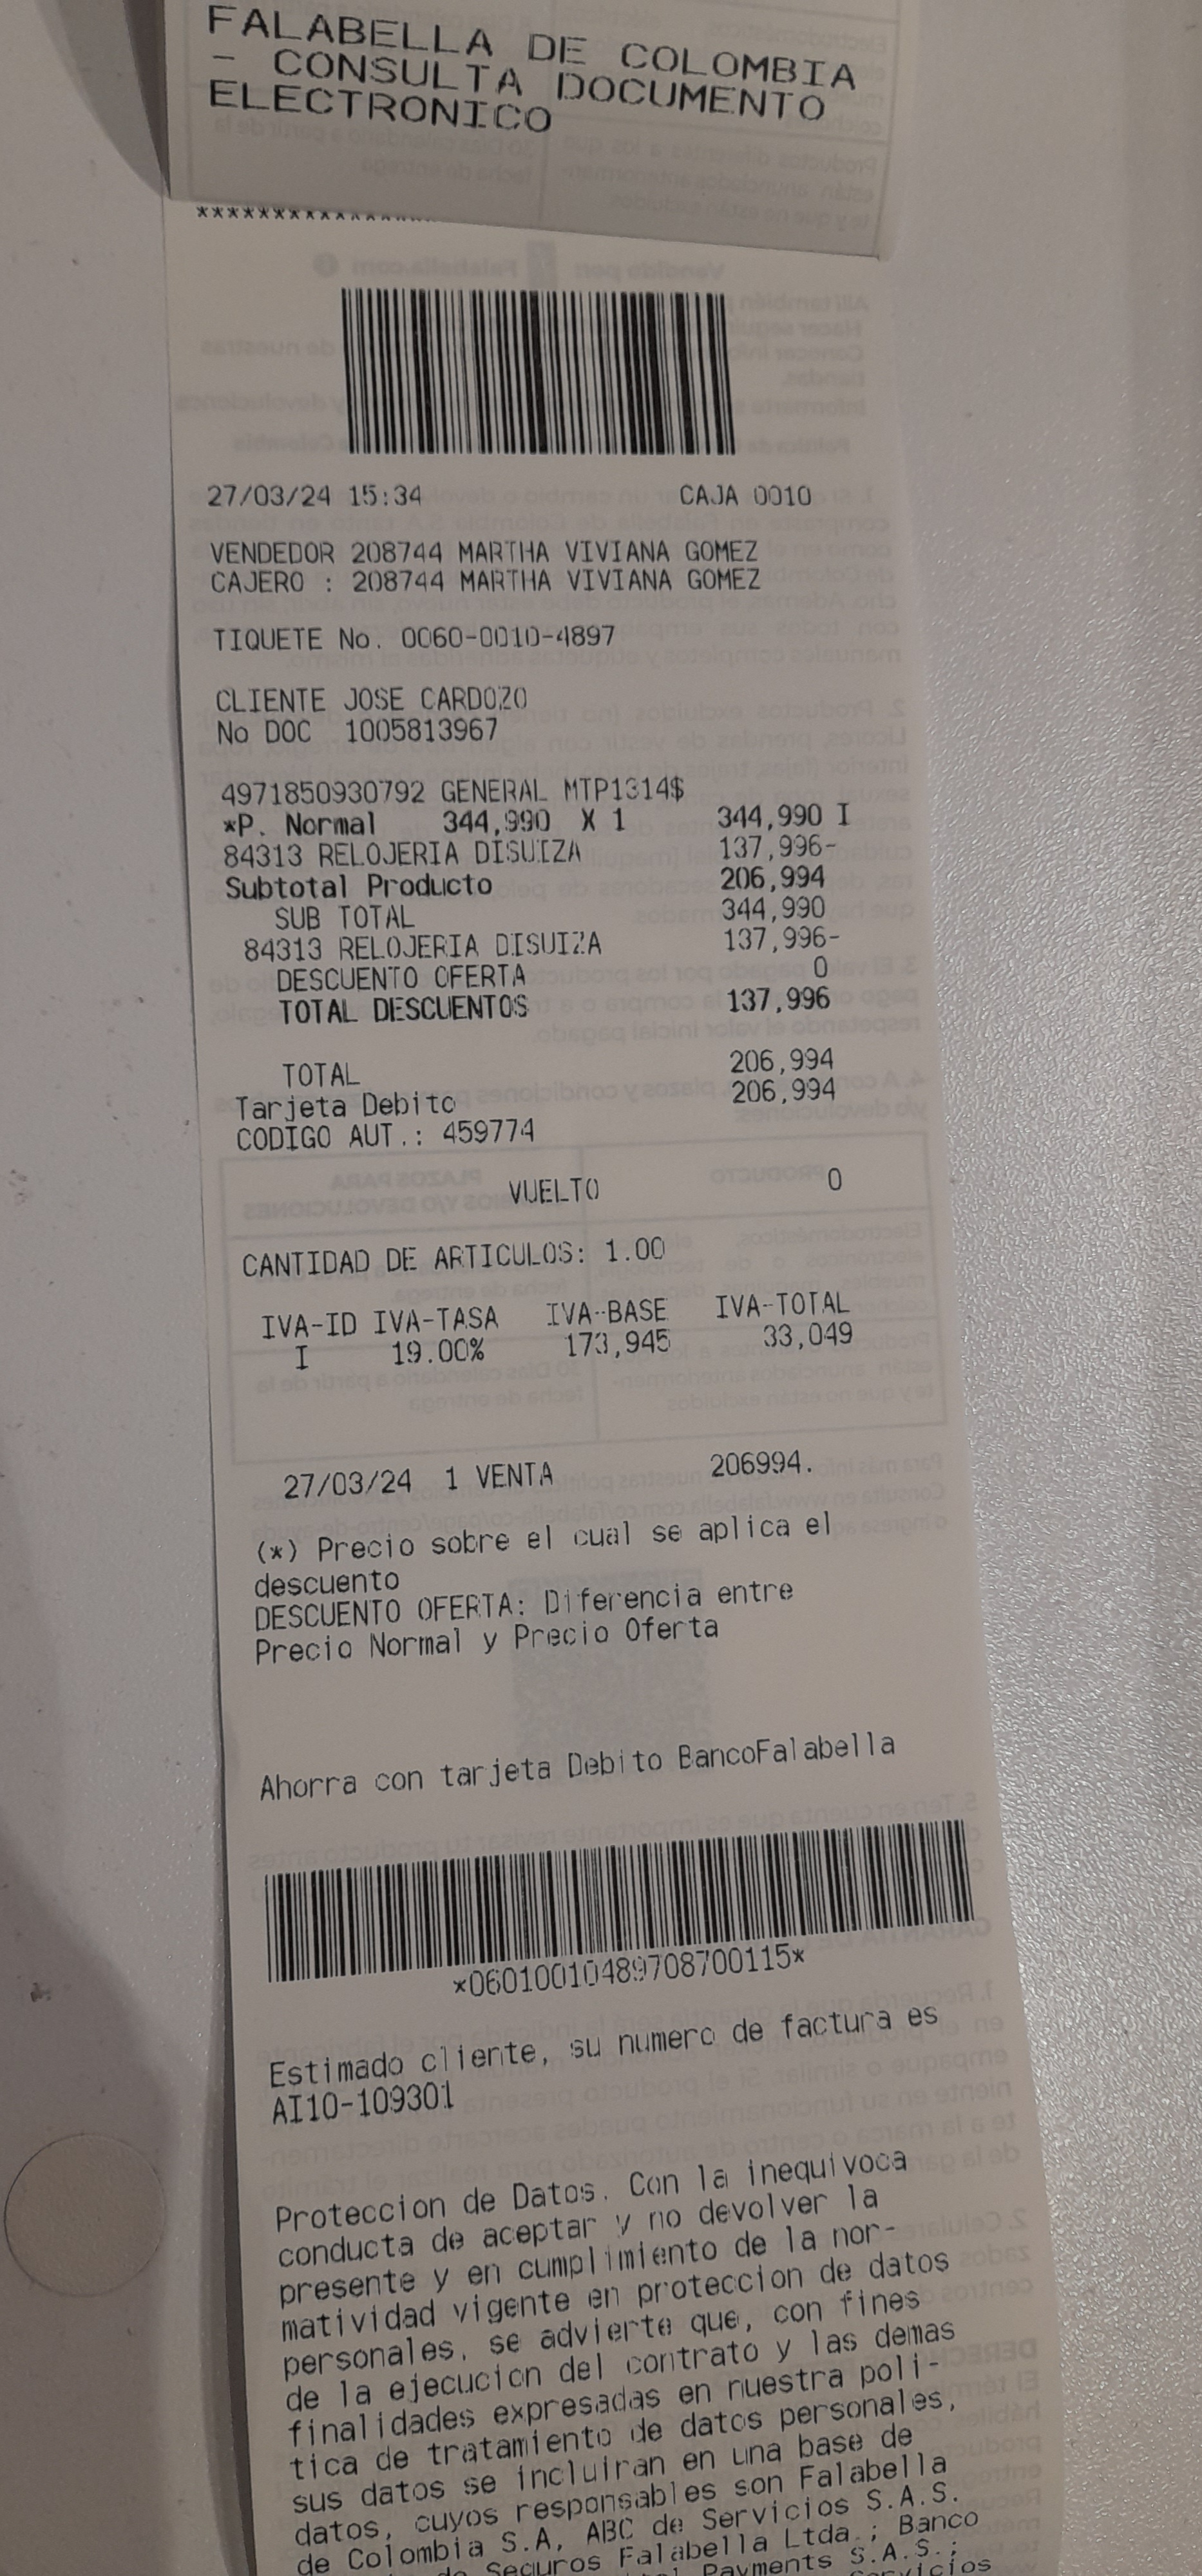 FALABELLA DE COLOMBIA
- CONSULTA DOCUMENTO
ELECTRONICO
27/03/24 15:34 CAJA 0010
VENDEDOR 208744 MARTHA VIVIANA GOMEZ
CAJERO : 208744 MARTHA VIVIANA GOMEZ
TIQUETE No. 0060-0010-4897
CLIENTE JOSE CARDOZO
No DOC 1005813967
4971850930792 GENERAL MTP1314$
*P. Normal 344,990 X 1 344,990 I
84313 RELOJERIA DISUIZA 137,996-
Subtotal Producto 206,994
SUB TOTAL 344,990
84313 RELOJERIA DISUIZA 137,996-
DESCUENTO OFERTA 0
TOTAL DESCUENTOS 137,996
TOTAL 206,994
Tarjeta Debito 206,994
CODIGO AUT.: 459774
VUELTO 0
CANTIDAD DE ARTICULOS: 1.00
IVA-ID IVA-TASA IVA-BASE IVA-TOTAL
I 19.00% 173,945 33,049
27/03/24 1 VENTA 206994.
(*) Precio sobre el cual se aplica el
descuento
DESCUENTO OFERTA: Diferencia entre
Precio Normal y Precio Oferta
Ahorra con tarjeta Debito BancoFalabella
*06010010489708700115*
Estimado cliente, su numero de factura es
AI10-109301
Proteccion de Datos. Con la inequivoca
conducta de aceptar y no devolver la
presente y en cumplimiento de la nor-
matividad vigente en proteccion de datos
personales, se advierte que, con fines
de la ejecucion del contrato y las demas
finalidades expresadas en nuestra poli-
tica de tratamiento de datos personales,
sus datos se incluiran en una base de
datos, cuyos responsables son Falabella
de Colombia S.A, ABC de Servicios S.A.S.
de Seguros Falabella Ltda.; Banco
Payments S.A.S.;